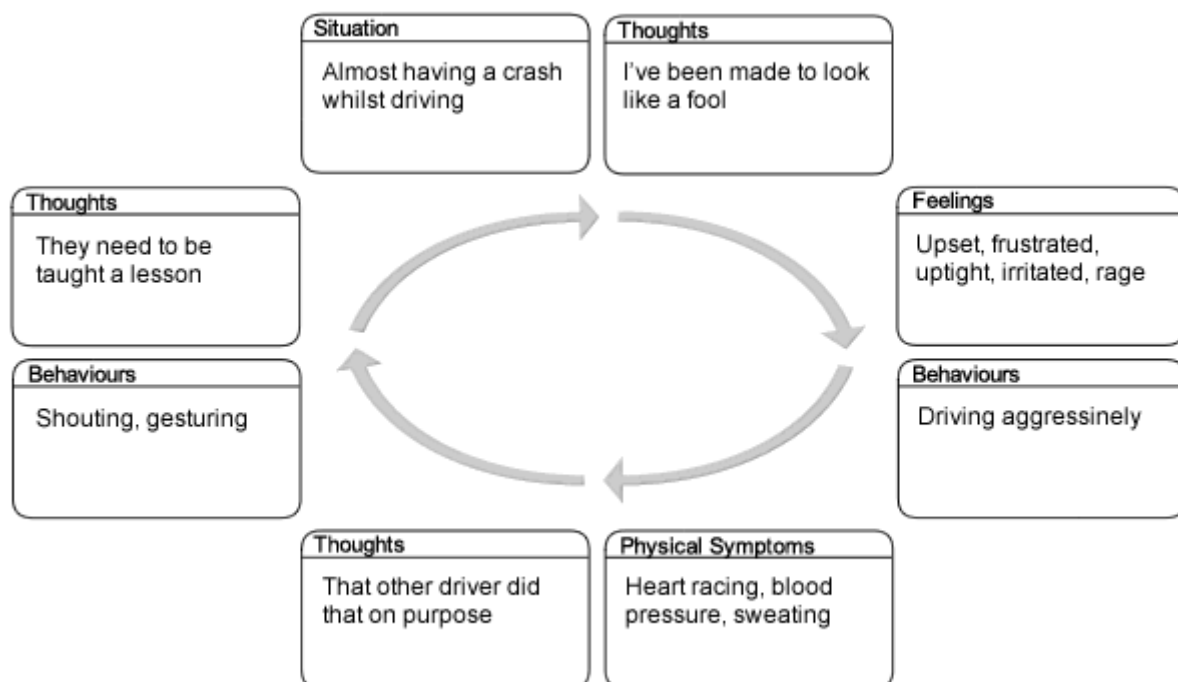 Situation
Almost having a crash
whilst driving
Thoughts
I've been made to look
like a fool
Feelings
Upset, frustrated,
uptight, irritated, rage
Behaviours
Driving aggressinely
Physical Symptoms
Heart racing, blood
pressure, sweating
Thoughts
That other driver did
that on purpose
Behaviours
Shouting, gesturing
Thoughts
They need to be
taught a lesson